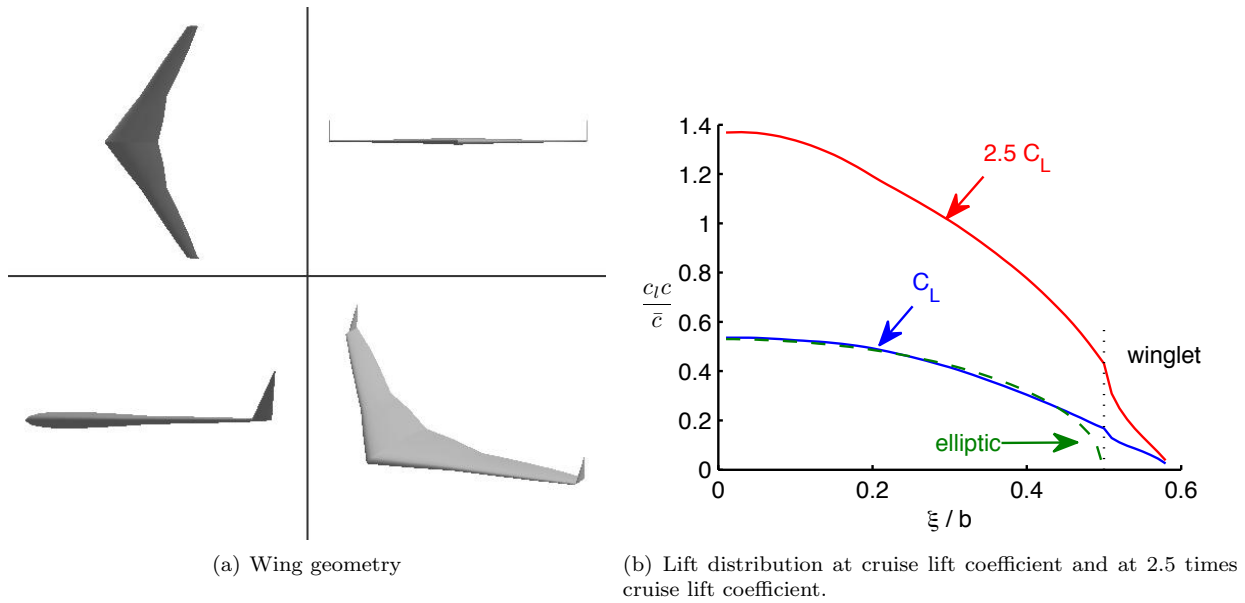 1.4
1.2
1
0.8
0.6
0.4
0.2
0
0
0.2
0.4
0.6
c_l c / c̄
ξ / b
2.5 C_L
C_L
winglet
elliptic
(a) Wing geometry
(b) Lift distribution at cruise lift coefficient and at 2.5 times
cruise lift coefficient.